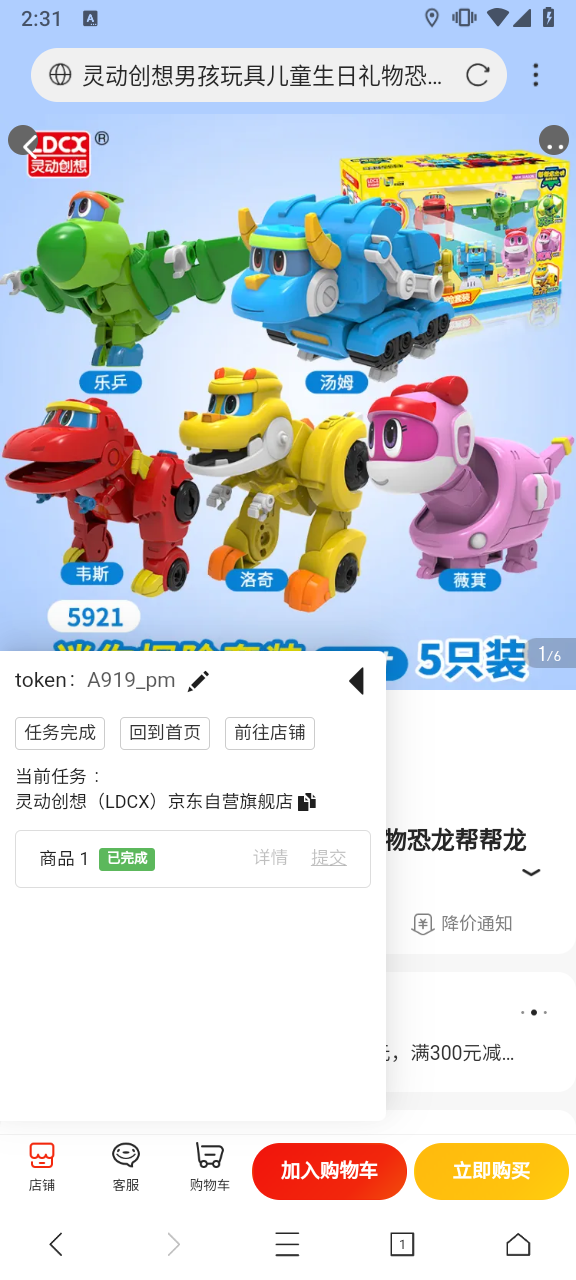 2:31 A
灵动创想男孩玩具儿童生日礼物恐...
LDCX ®
灵动创想
乐乒
汤姆
韦斯
洛奇
薇萁
5921
5只装
1/6
token: A919_pm
任务完成 回到首页 前往店铺
当前任务：
灵动创想（LDCX）京东自营旗舰店
商品 1 已完成 详情 提交
物恐龙帮帮龙
降价通知
，满300元减...
店铺 客服 购物车 加入购物车 立即购买
1